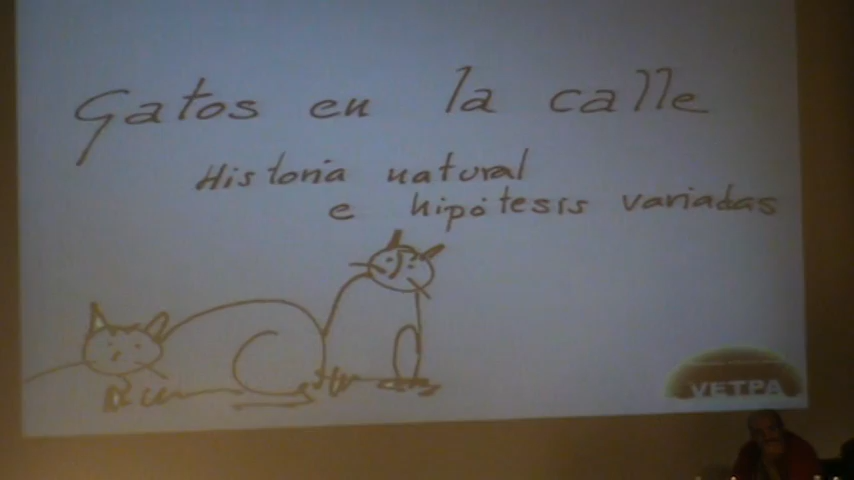 Gatos en la calle
Historia natural
e hipótesis variadas
VETPA